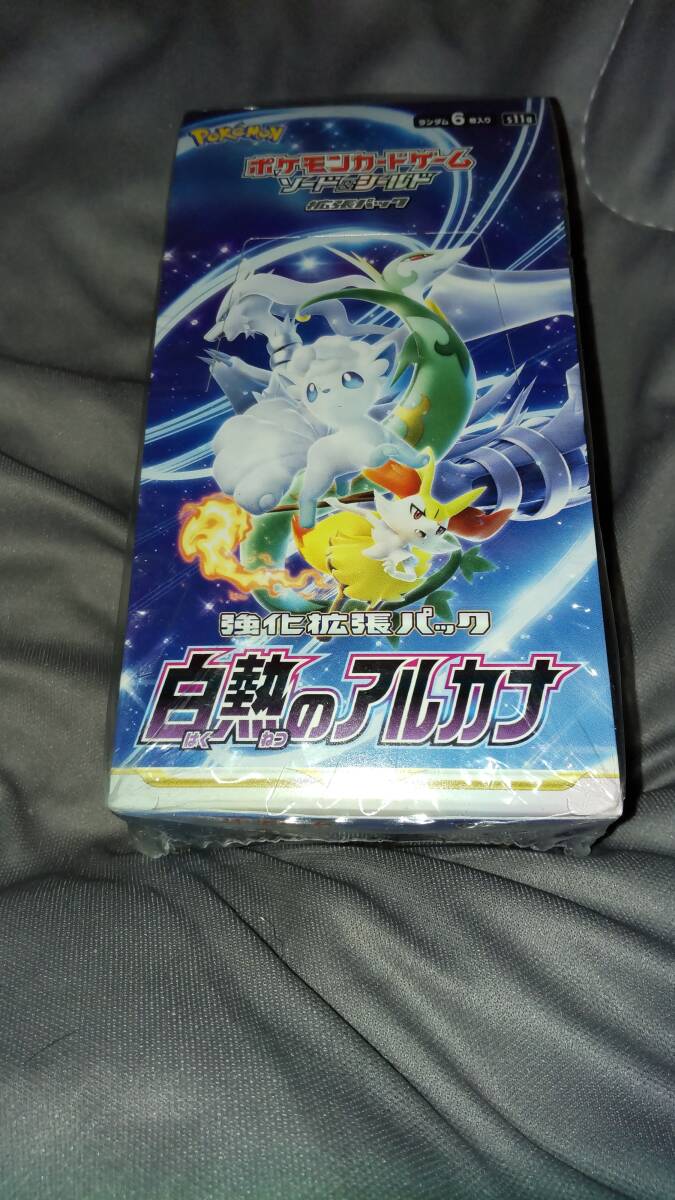 POKÉMON
ランダム6枚入り s11a
ポケモンカードゲーム
ソード&シールド
拡張パック
強化拡張パック
白熱のアルカナ
はく ねつ